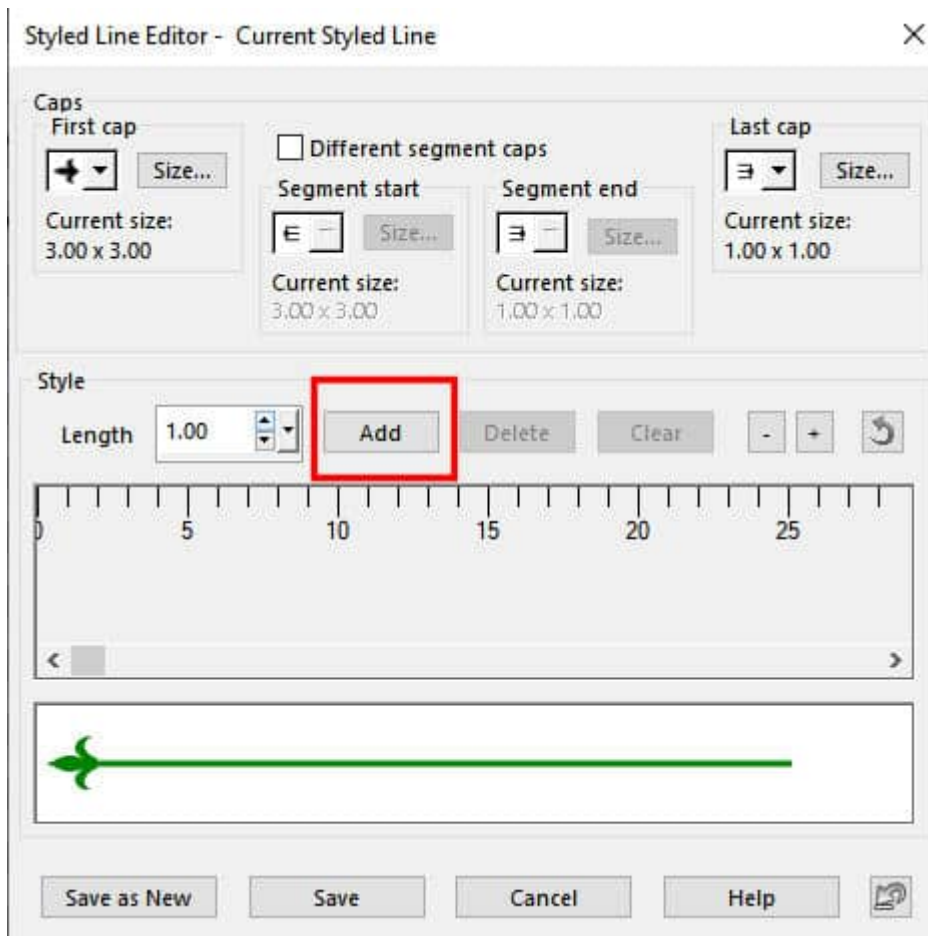 Styled Line Editor - Current Styled Line
Caps
First cap
Size...
Current size:
3.00 x 3.00
Different segment caps
Segment start
Size...
Current size:
3.00 x 3.00
Segment end
Size...
Current size:
1.00 x 1.00
Last cap
Size...
Current size:
1.00 x 1.00
Style
Length 1.00 Add Delete Clear - +
0 5 10 15 20 25
Save as New Save Cancel Help